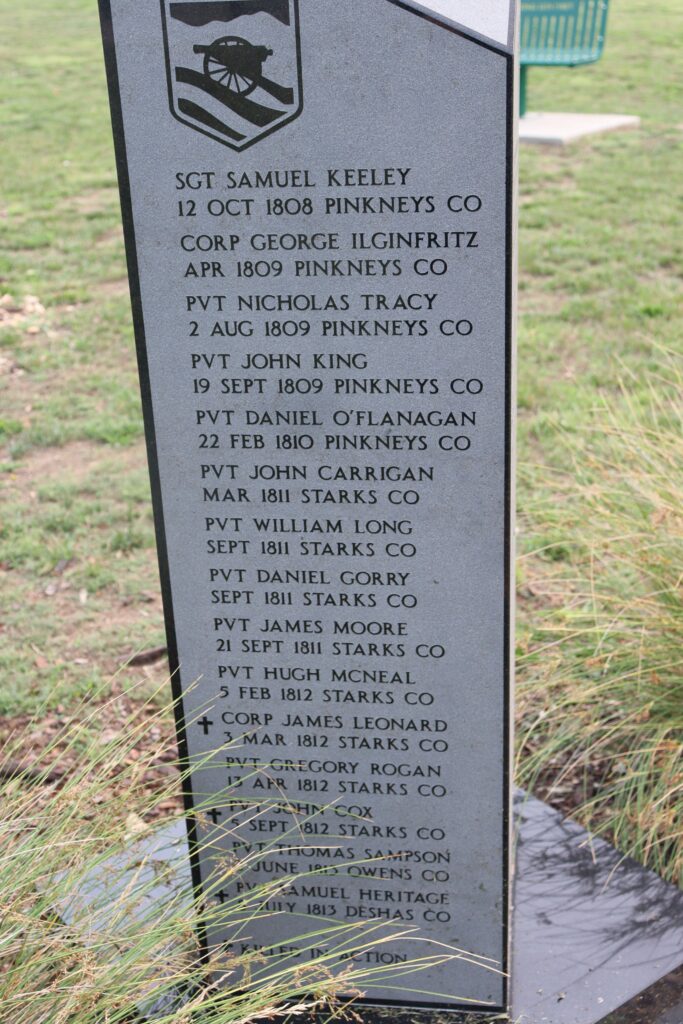 SGT SAMUEL KEELEY
12 OCT 1808 PINKNEYS CO
CORP GEORGE ILGINFRITZ
APR 1809 PINKNEYS CO
PVT NICHOLAS TRACY
2 AUG 1809 PINKNEYS CO
PVT JOHN KING
19 SEPT 1809 PINKNEYS CO
PVT DANIEL O'FLANAGAN
22 FEB 1810 PINKNEYS CO
PVT JOHN CARRIGAN
MAR 1811 STARKS CO
PVT WILLIAM LONG
SEPT 1811 STARKS CO
PVT DANIEL GORRY
SEPT 1811 STARKS CO
PVT JAMES MOORE
21 SEPT 1811 STARKS CO
PVT HUGH MCNEAL
5 FEB 1812 STARKS CO
✝ CORP JAMES LEONARD
3 MAR 1812 STARKS CO
PVT GREGORY ROGAN
13 APR 1812 STARKS CO
✝ PVT JOHN COX
5 SEPT 1812 STARKS CO
PVT THOMAS SAMPSON
JUNE 1813 OWENS CO
✝ PVT SAMUEL HERITAGE
JULY 1813 DESHAS CO
✝ KILLED IN ACTION